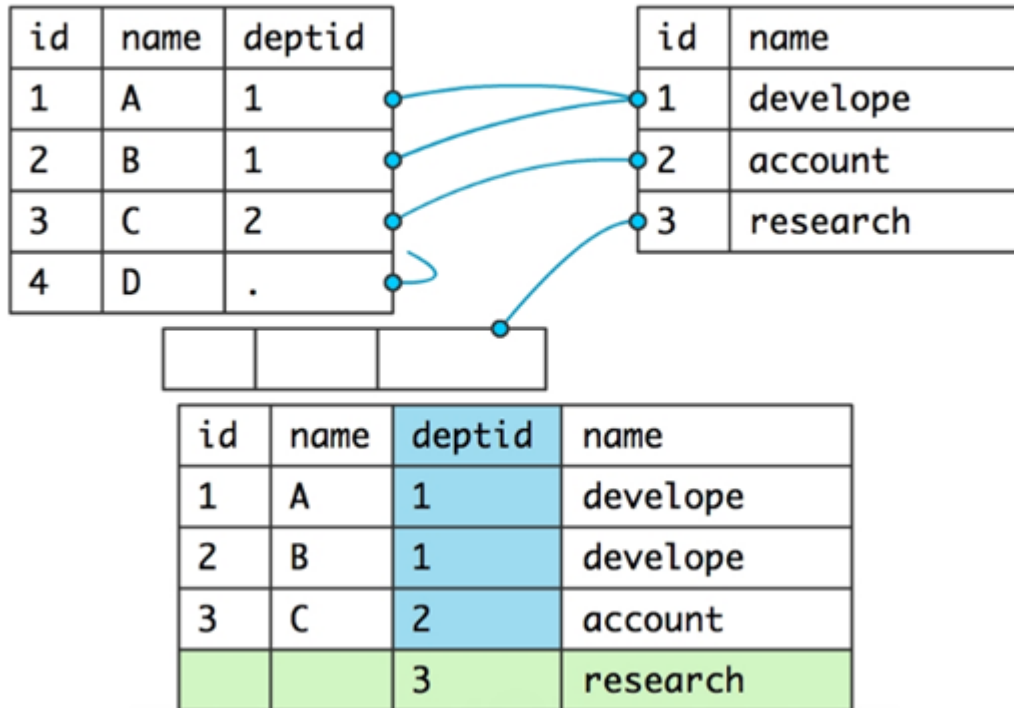 id name deptid
1 A 1
2 B 1
3 C 2
4 D .
id name
1 develope
2 account
3 research
id name deptid name
1 A 1 develope
2 B 1 develope
3 C 2 account
3 research